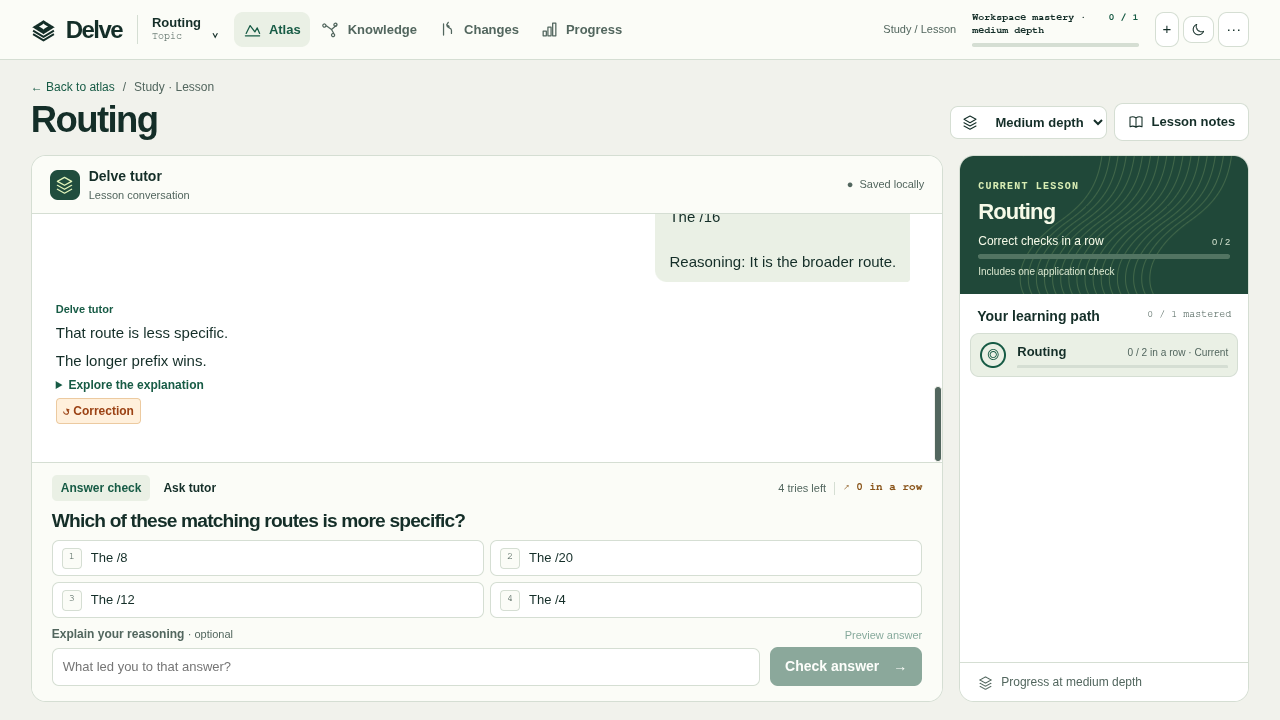 Delve
Routing
Topic
Atlas
Knowledge
Changes
Progress
Study / Lesson
Workspace mastery · 0 / 1
medium depth
+
···
← Back to atlas / Study · Lesson
Routing
Medium depth
Lesson notes
Delve tutor
Lesson conversation
● Saved locally
The /16
Reasoning: It is the broader route.
Delve tutor
That route is less specific.
The longer prefix wins.
▶ Explore the explanation
↺ Correction
Answer check
Ask tutor
4 tries left
↗ 0 in a row
Which of these matching routes is more specific?
1 The /8
2 The /20
3 The /12
4 The /4
Explain your reasoning · optional
Preview answer
What led you to that answer?
Check answer →
CURRENT LESSON
Routing
Correct checks in a row 0 / 2
Includes one application check
Your learning path 0 / 1 mastered
Routing 0 / 2 in a row · Current
Progress at medium depth